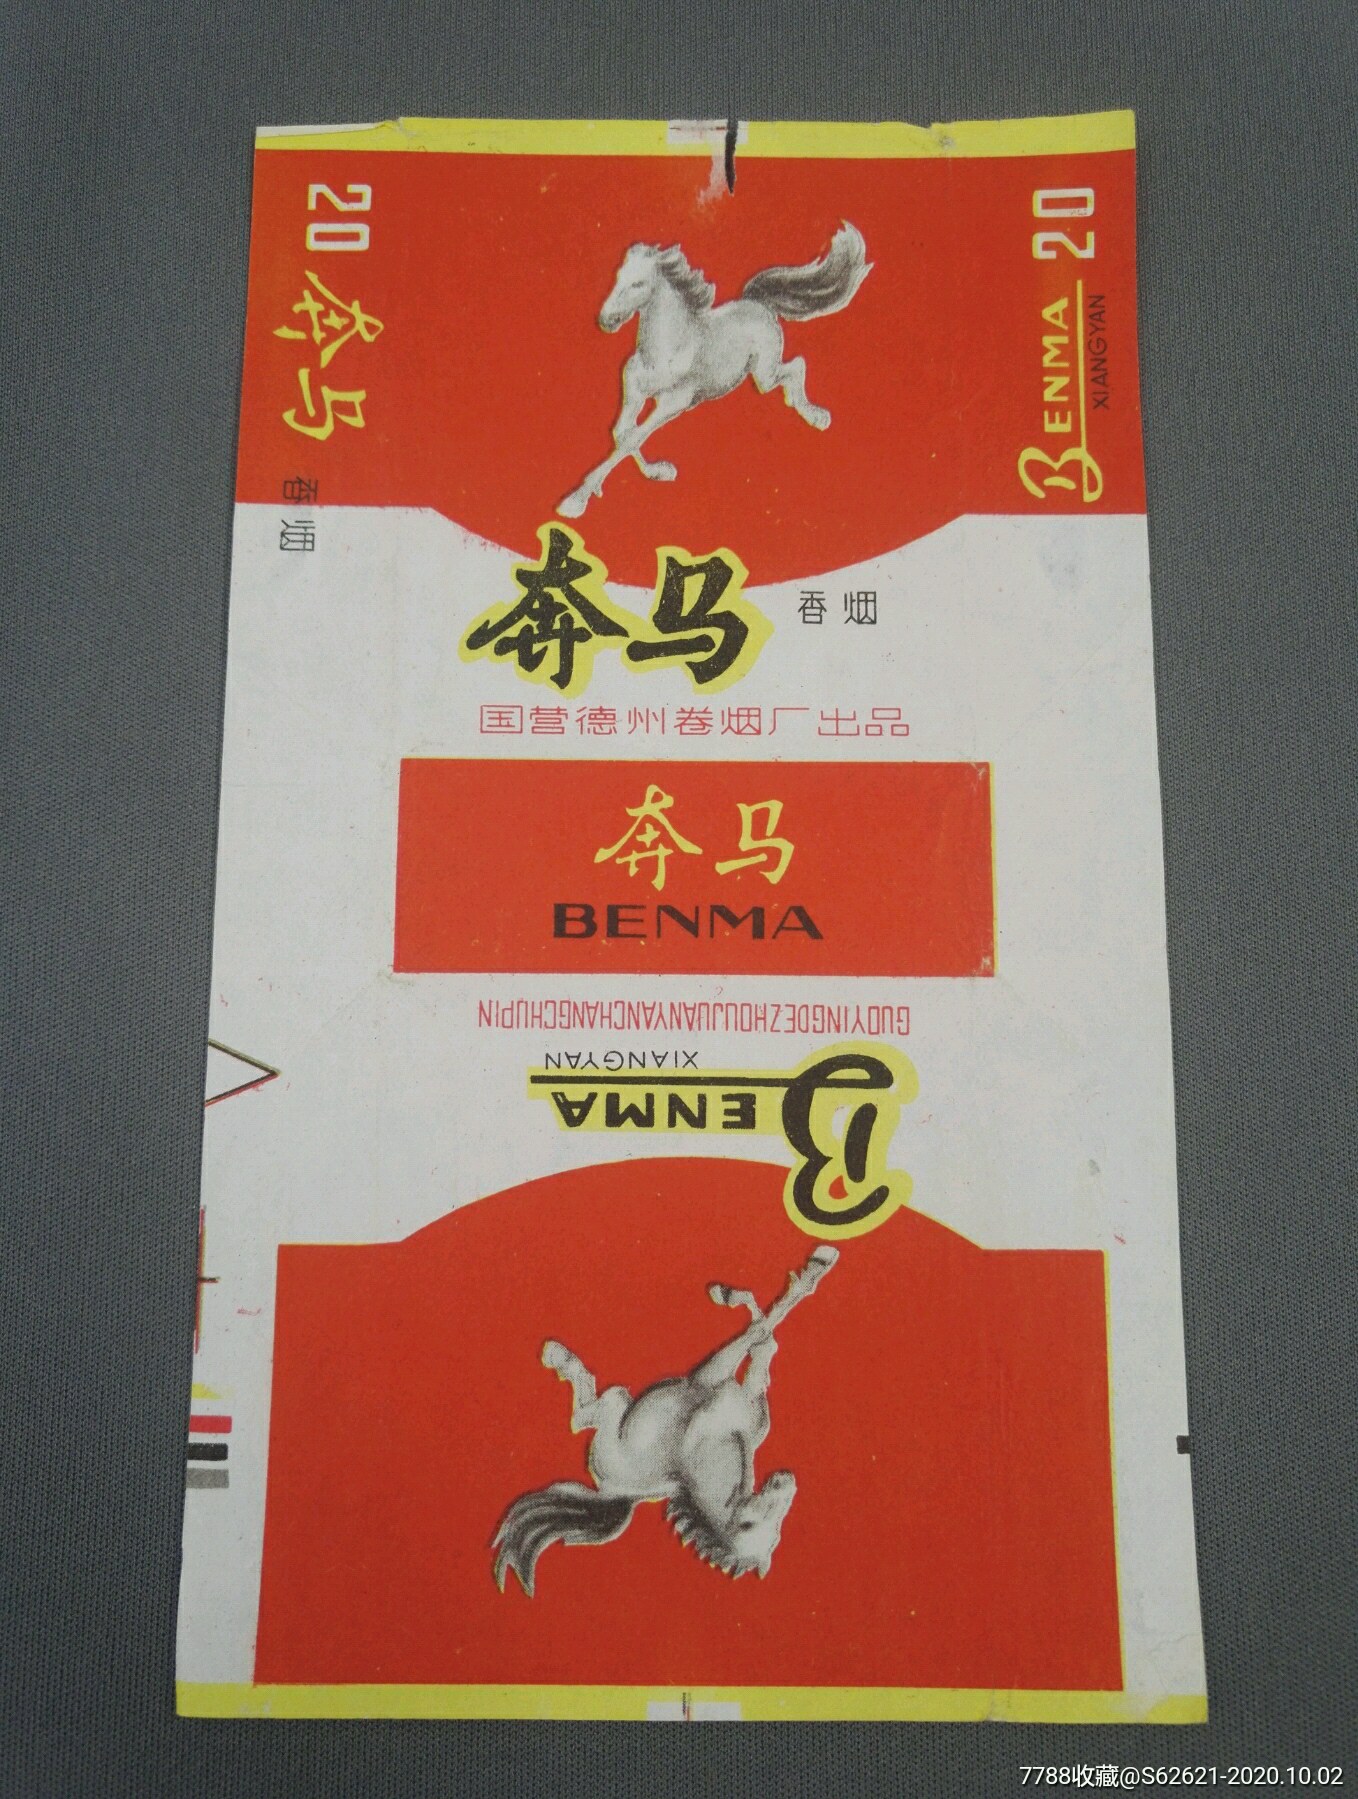 20 奔马 香烟
20
BENMA
XIANGYAN
奔马 香烟
国营德州卷烟厂出品
奔马
BENMA
GUOYINGDEZHOUJUANYANCHANGCHUPIN
XIANGYAN
BENMA
7788收藏@S62621-2020.10.02